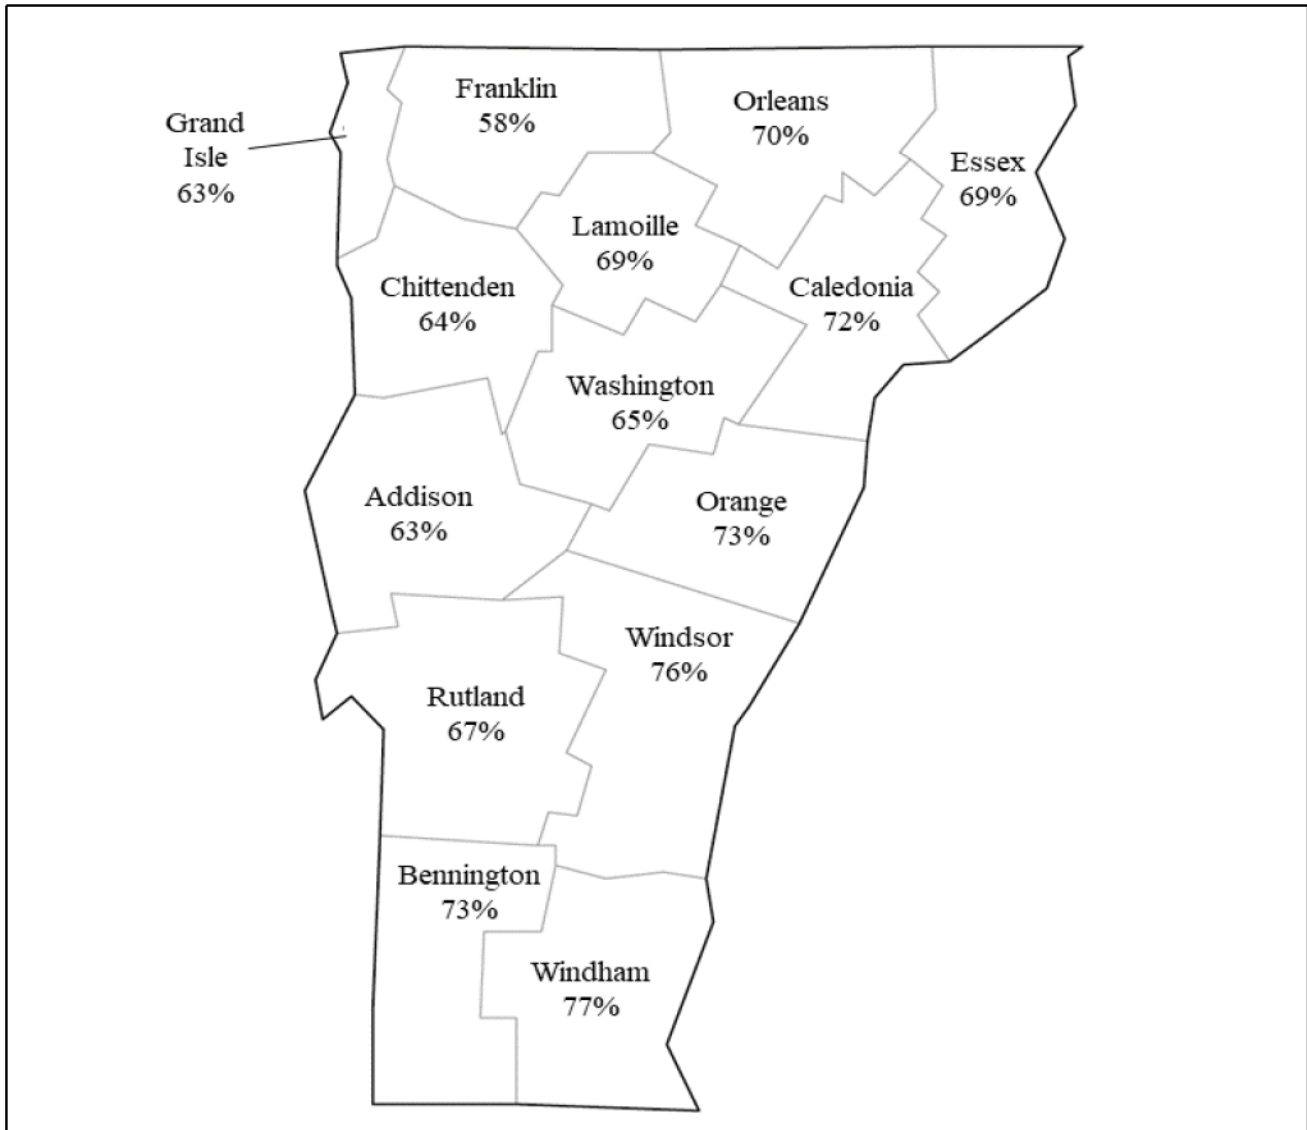 Franklin
58%
Orleans
70%
Grand
Isle
63%
Essex
69%
Lamoille
69%
Chittenden
64%
Caledonia
72%
Washington
65%
Addison
63%
Orange
73%
Windsor
76%
Rutland
67%
Bennington
73%
Windham
77%